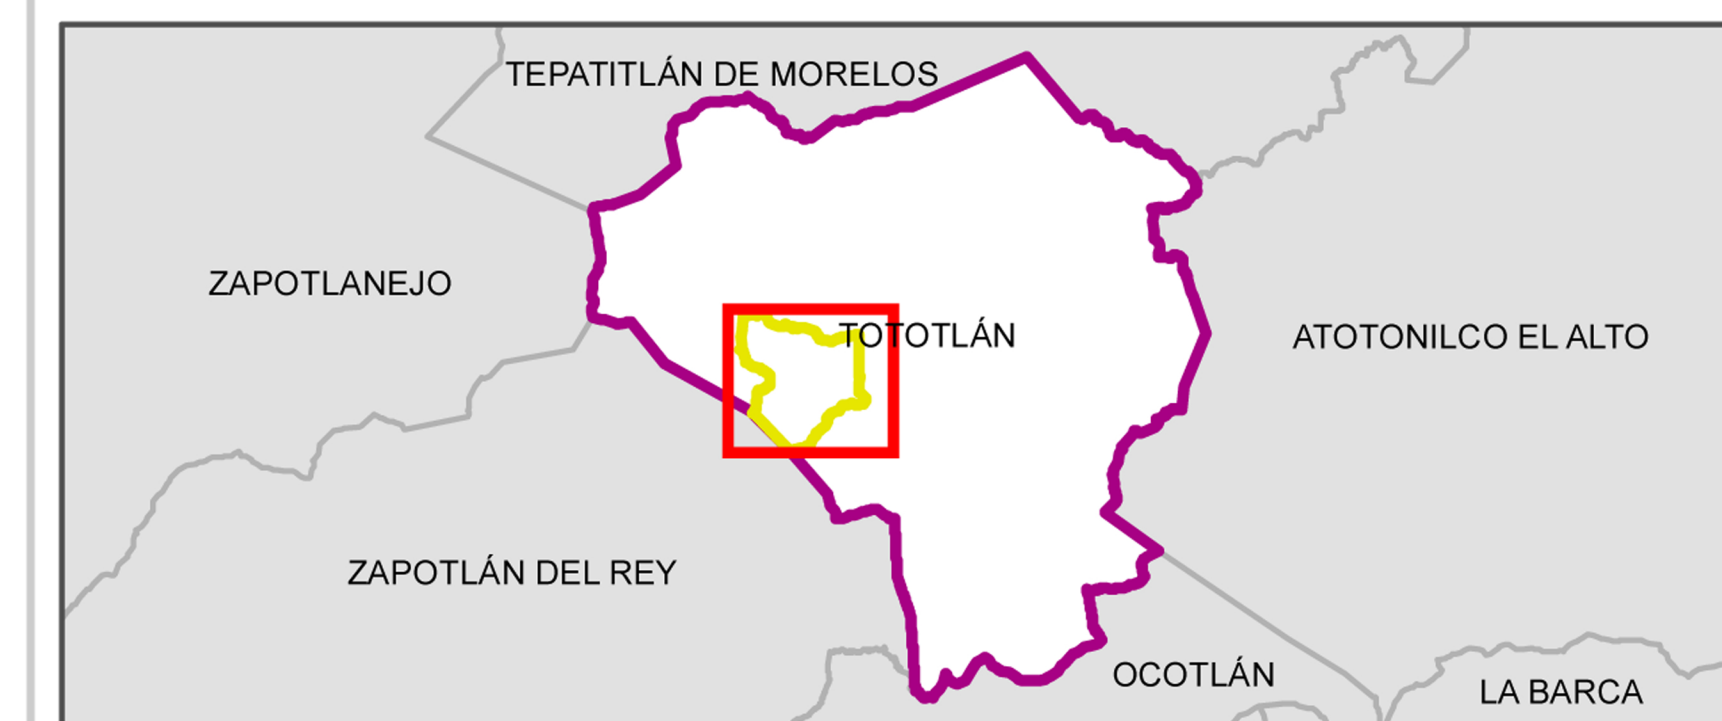 TEPATITLÁN DE MORELOS
ZAPOTLANEJO
TOTOTLÁN
ATOTONILCO EL ALTO
ZAPOTLÁN DEL REY
OCOTLÁN
LA BARCA